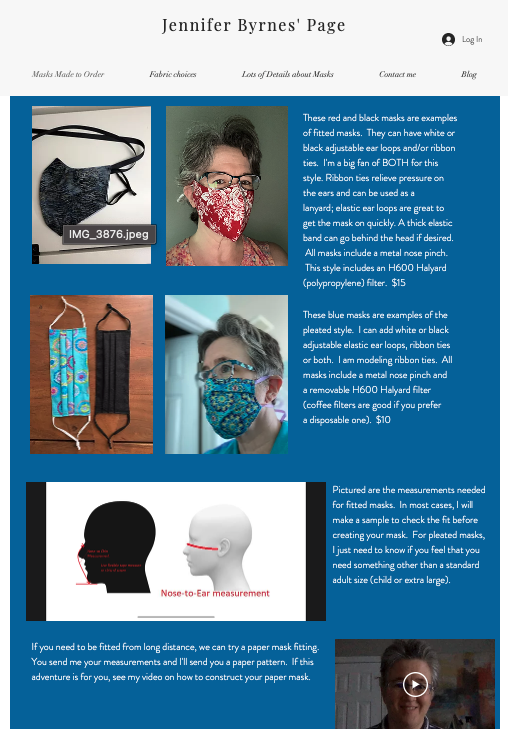 Jennifer Byrnes' Page
Log In
Masks Made to Order
Fabric choices
Lots of Details about Masks
Contact me
Blog
These red and black masks are examples
of fitted masks. They can have white or
black adjustable ear loops and/or ribbon
ties. I'm a big fan of BOTH for this
style. Ribbon ties relieve pressure on
the ears and can be used as a
lanyard; elastic ear loops are great to
get the mask on quickly. A thick elastic
band can go behind the head if desired.
All masks include a metal nose pinch.
This style includes an H600 Halyard
(polypropylene) filter. $15
IMG_3876.jpeg
These blue masks are examples of the
pleated style. I can add white or black
adjustable elastic ear loops, ribbon ties
or both. I am modeling ribbon ties. All
masks include a metal nose pinch and
a removable H600 Halyard filter
(coffee filters are good if you prefer
a disposable one). $10
Pictured are the measurements needed
for fitted masks. In most cases, I will
make a sample to check the fit before
creating your mask. For pleated masks,
I just need to know if you feel that you
need something other than a standard
adult size (child or extra large).
Nose-to-Ear measurement
If you need to be fitted from long distance, we can try a paper mask fitting.
You send me your measurements and I'll send you a paper pattern. If this
adventure is for you, see my video on how to construct your paper mask.